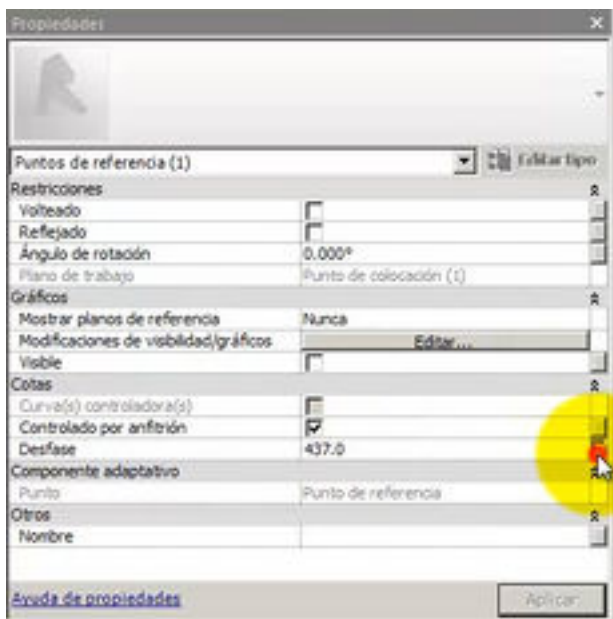 Propiedades
Puntos de referencia (1)
Editar tipo
Restricciones
Volteado
Reflejado
Ángulo de rotación 0.000°
Plano de trabajo Punto de colocación (1)
Gráficos
Mostrar planos de referencia Nunca
Modificaciones de visibilidad/gráficos Editar...
Visible
Cotas
Curva(s) controladora(s)
Controlado por anfitrión
Desfase 437.0
Componente adaptativo
Punto Punto de referencia
Otros
Nombre
Ayuda de propiedades Aplicar